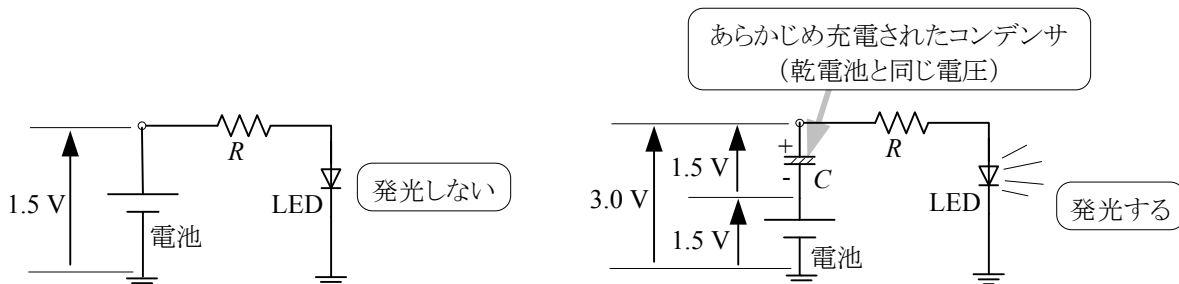 1.5 V
R
LED
電池
発光しない
あらかじめ充電されたコンデンサ
（乾電池と同じ電圧）
3.0 V
1.5 V
1.5 V
+
-
C
電池
R
LED
発光する